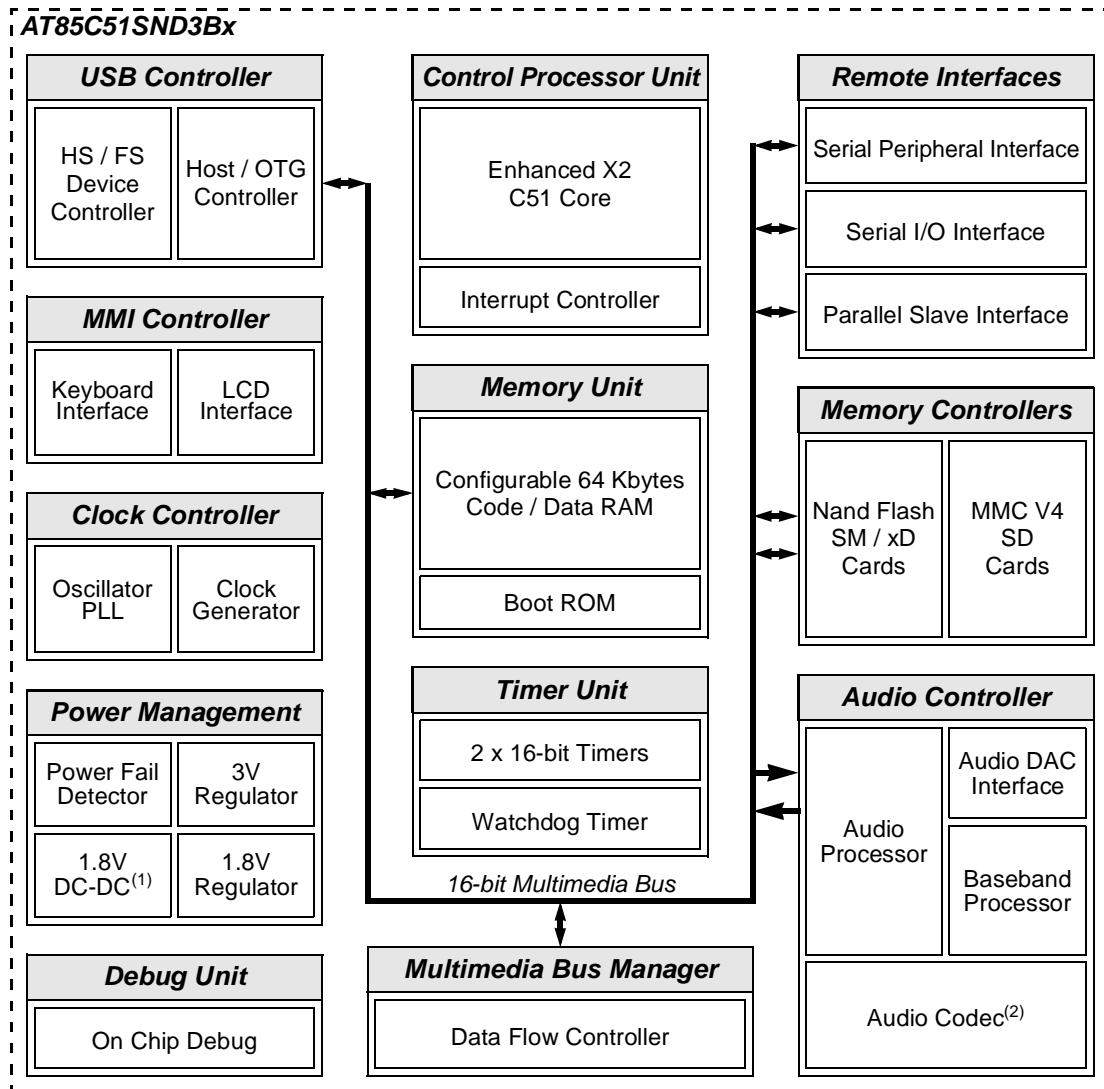 AT85C51SND3Bx
USB Controller
HS / FS
Device
Controller
Host / OTG
Controller
MMI Controller
Keyboard
Interface
LCD
Interface
Clock Controller
Oscillator
PLL
Clock
Generator
Power Management
Power Fail
Detector
3V
Regulator
1.8V
DC-DC(1)
1.8V
Regulator
Debug Unit
On Chip Debug
Control Processor Unit
Enhanced X2
C51 Core
Interrupt Controller
Memory Unit
Configurable 64 Kbytes
Code / Data RAM
Boot ROM
Timer Unit
2 x 16-bit Timers
Watchdog Timer
16-bit Multimedia Bus
Multimedia Bus Manager
Data Flow Controller
Remote Interfaces
Serial Peripheral Interface
Serial I/O Interface
Parallel Slave Interface
Memory Controllers
Nand Flash
SM / xD
Cards
MMC V4
SD
Cards
Audio Controller
Audio
Processor
Audio DAC
Interface
Baseband
Processor
Audio Codec(2)